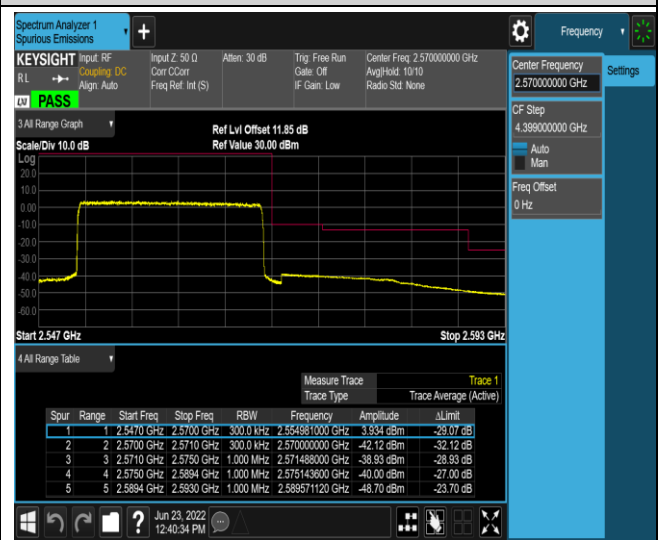 Spectrum Analyzer 1
Spurious Emissions
Frequency
KEYSIGHT Input: RF Input Z: 50 Ω Atten: 30 dB Trig: Free Run Center Freq: 2.570000000 GHz
RL Coupling: DC Corr CCorr Gate: Off Avg|Hold: 10/10
Align: Auto Freq Ref: Int (S) IF Gain: Low Radio Std: None
PASS
Center Frequency
2.570000000 GHz
Settings
CF Step
4.399000000 GHz
Auto
Man
Freq Offset
0 Hz
3 All Range Graph
Ref Lvl Offset 11.85 dB
Scale/Div 10.0 dB Ref Value 30.00 dBm
Log
20.0
10.0
0.00
-10.0
-20.0
-30.0
-40.0
-50.0
-60.0
Start 2.547 GHz Stop 2.593 GHz
4 All Range Table
Measure Trace Trace 1
Trace Type Trace Average (Active)
Spur Range Start Freq Stop Freq RBW Frequency Amplitude ΔLimit
1 1 2.5470 GHz 2.5700 GHz 300.0 kHz 2.554981000 GHz 3.934 dBm -29.07 dB
2 2 2.5700 GHz 2.5710 GHz 300.0 kHz 2.570000000 GHz -42.12 dBm -32.12 dB
3 3 2.5710 GHz 2.5750 GHz 1.000 MHz 2.571488000 GHz -38.93 dBm -28.93 dB
4 4 2.5750 GHz 2.5894 GHz 1.000 MHz 2.575143600 GHz -40.00 dBm -27.00 dB
5 5 2.5894 GHz 2.5930 GHz 1.000 MHz 2.589571120 GHz -48.70 dBm -23.70 dB
Jun 23, 2022
12:40:34 PM